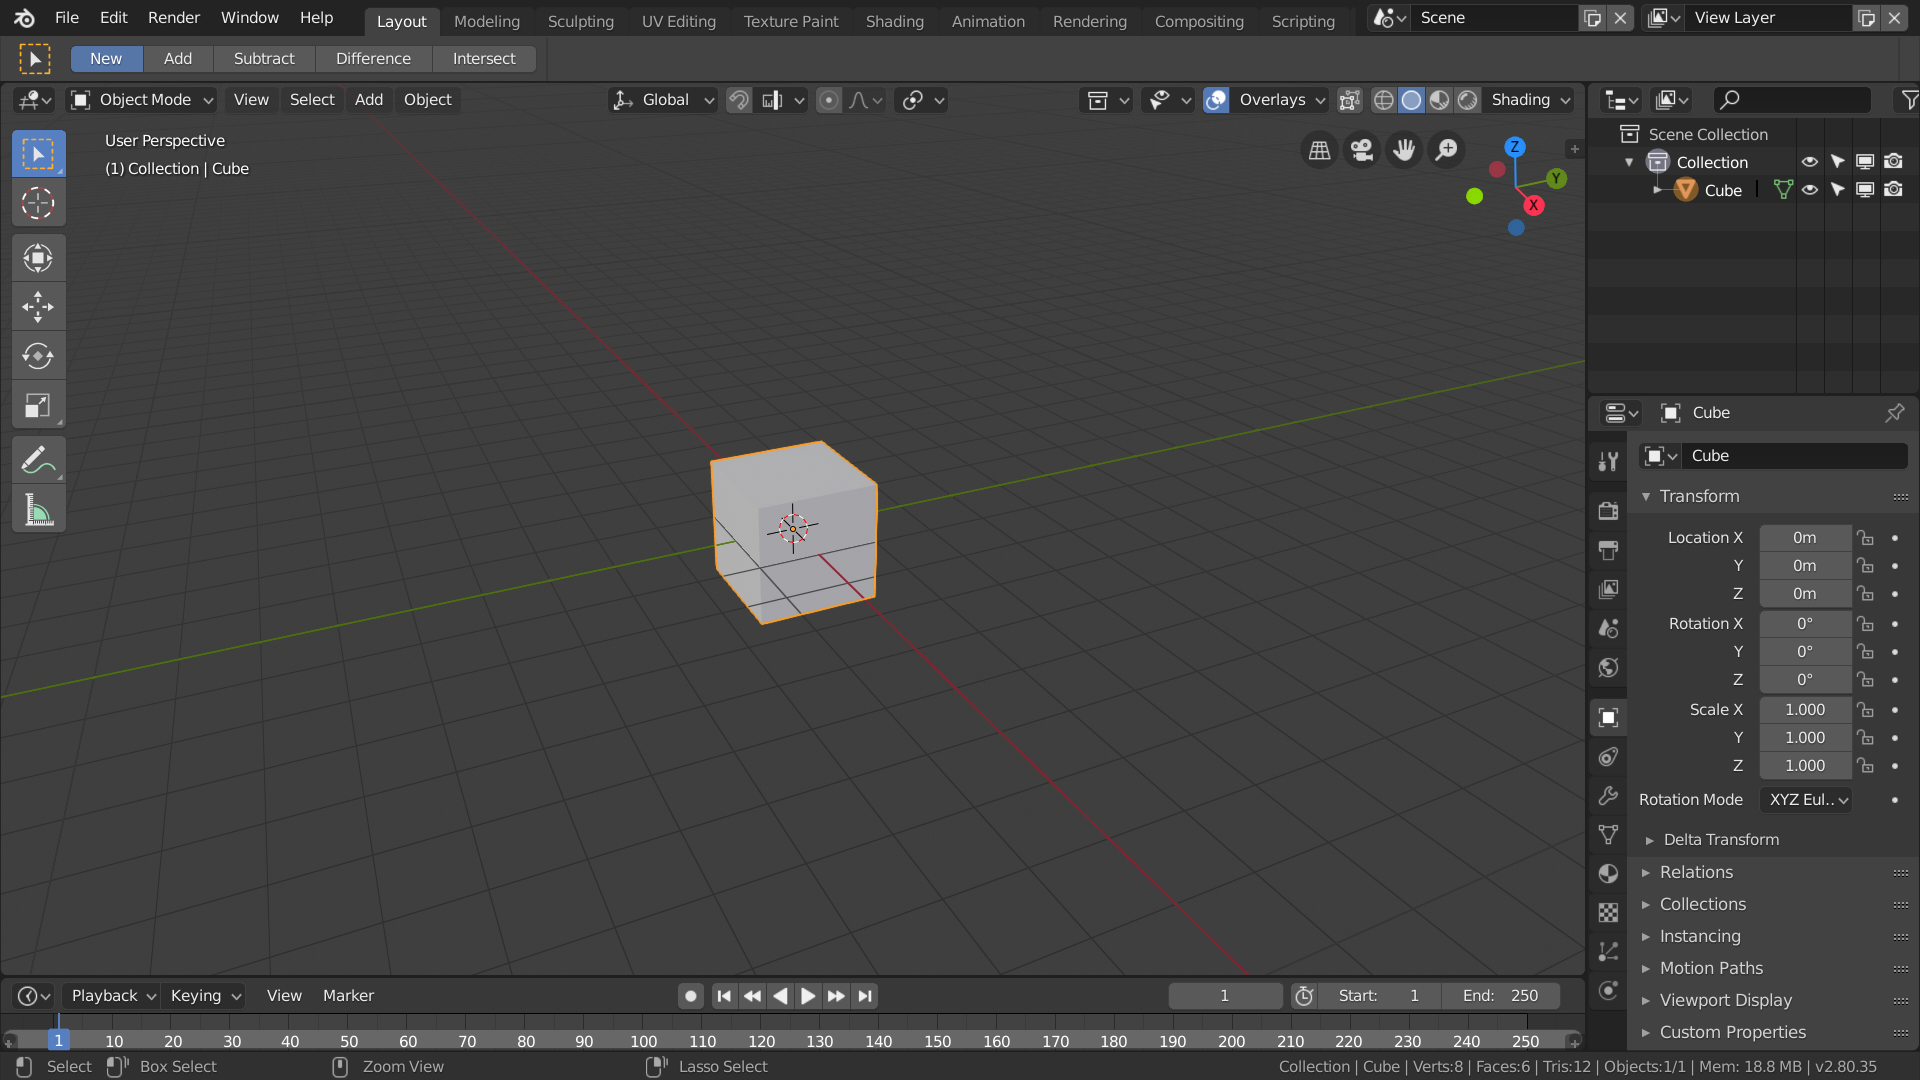 File Edit Render Window Help Layout Modeling Sculpting UV Editing Texture Paint Shading Animation Rendering Compositing Scripting Scene View Layer
New Add Subtract Difference Intersect
Object Mode View Select Add Object Global Overlays Shading
User Perspective
(1) Collection | Cube
Z
Y
X
Scene Collection
Collection
Cube
Cube
Cube
Transform
Location X 0m
Y 0m
Z 0m
Rotation X 0°
Y 0°
Z 0°
Scale X 1.000
Y 1.000
Z 1.000
Rotation Mode XYZ Eul..
Delta Transform
Relations
Collections
Instancing
Motion Paths
Viewport Display
Custom Properties
Playback Keying View Marker 1 Start: 1 End: 250
1 10 20 30 40 50 60 70 80 90 100 110 120 130 140 150 160 170 180 190 200 210 220 230 240 250
Select Box Select Zoom View Lasso Select Collection | Cube | Verts:8 | Faces:6 | Tris:12 | Objects:1/1 | Mem: 18.8 MB | v2.80.35